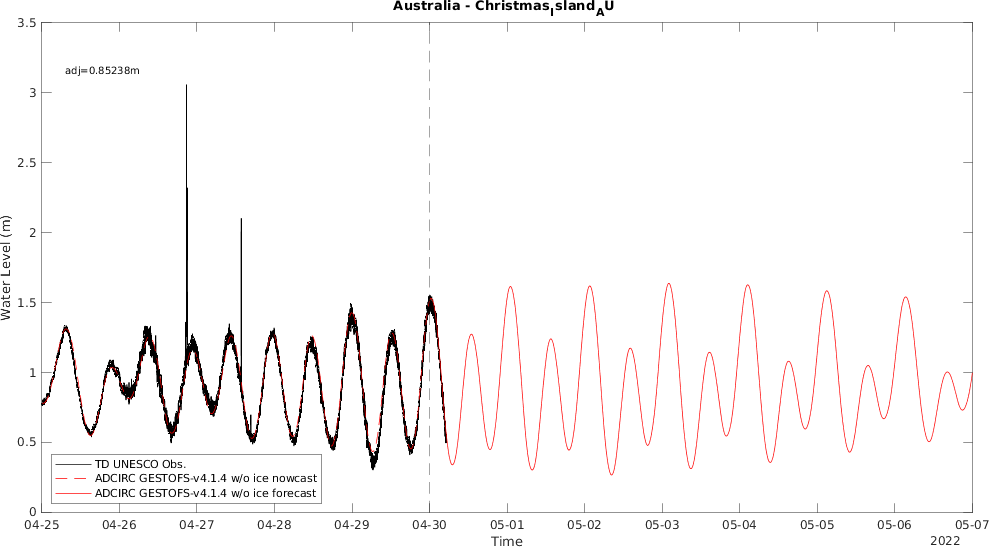 Australia - Christmas_Island_AU
3.5
3
2.5
2
1.5
1
0.5
0
Water Level (m)
adj=0.85238m
TD UNESCO Obs.
ADCIRC GESTOFS-v4.1.4 w/o ice nowcast
ADCIRC GESTOFS-v4.1.4 w/o ice forecast
04-25 04-26 04-27 04-28 04-29 04-30 05-01 05-02 05-03 05-04 05-05 05-06 05-07
Time
2022